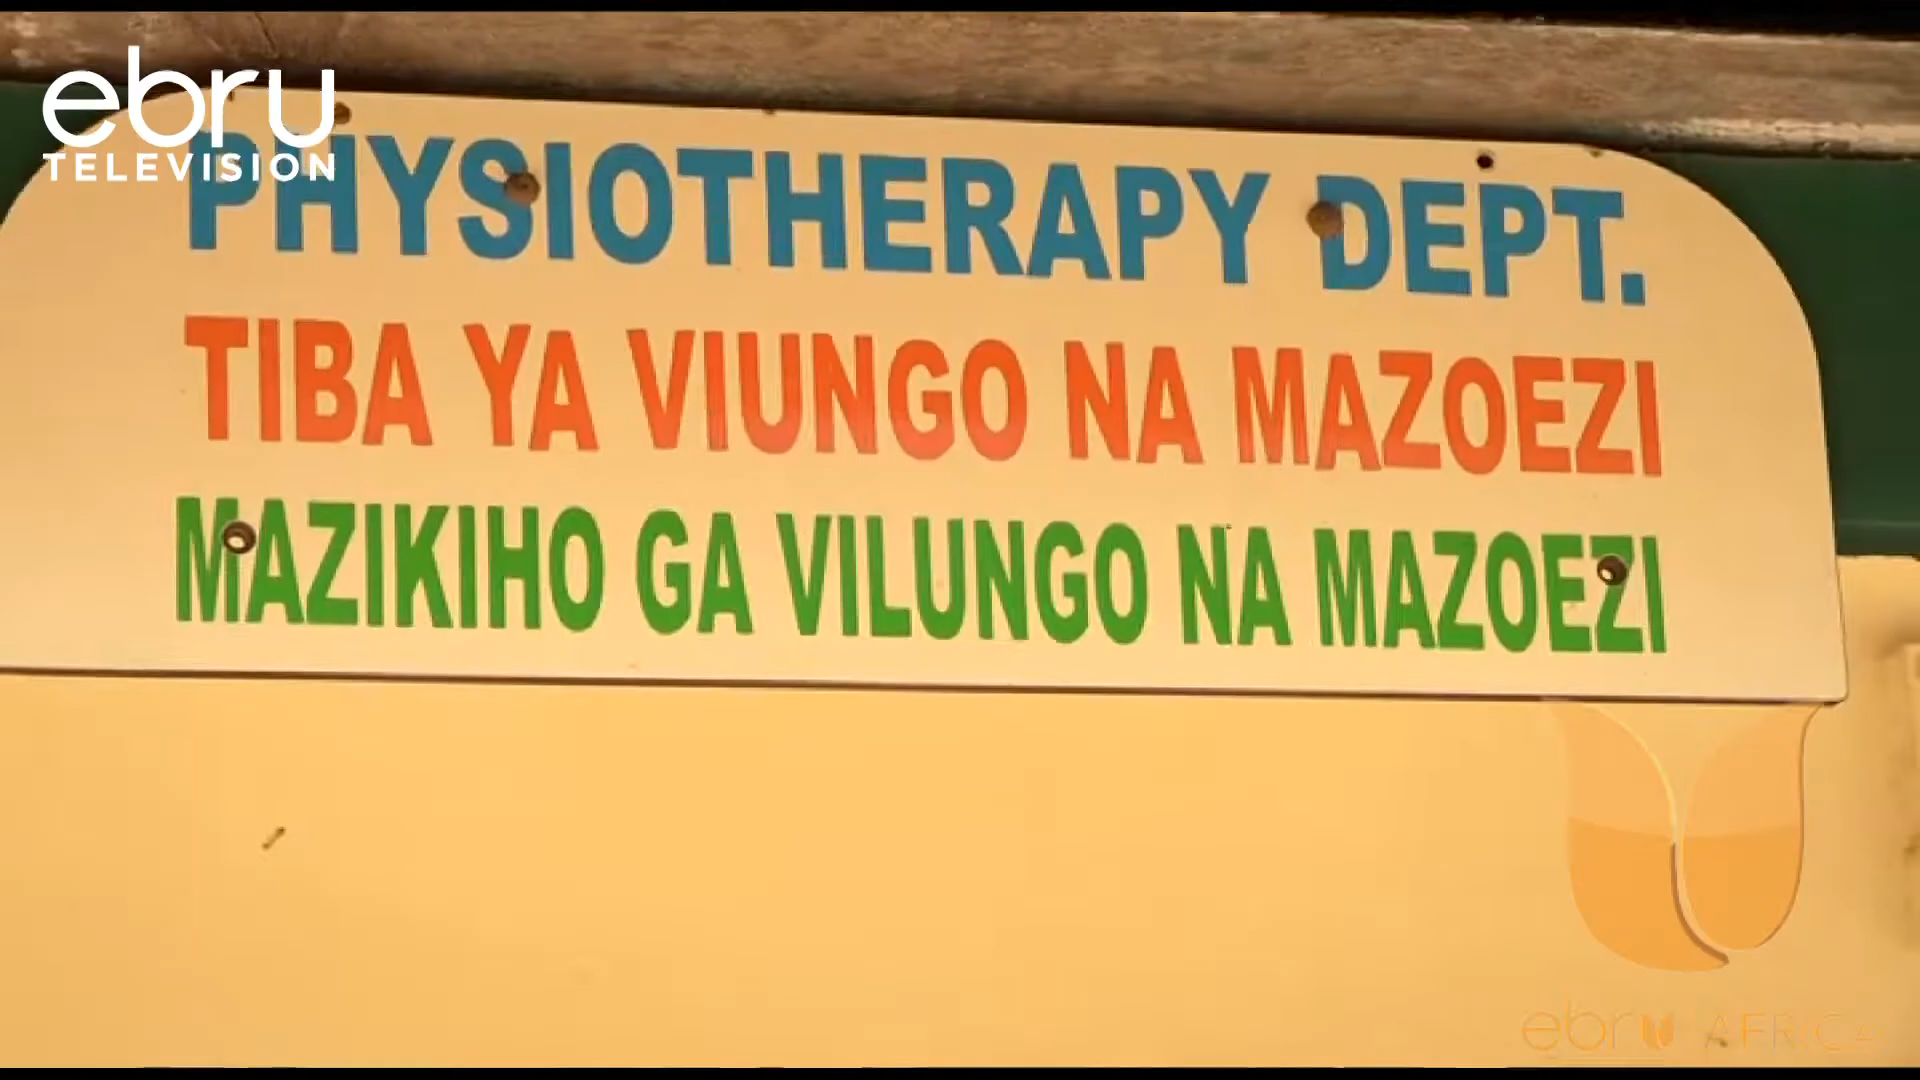 ebru
TELEVISION
PHYSIOTHERAPY DEPT.
TIBA YA VIUNGO NA MAZOEZI
MAZIKIHO GA VILUNGO NA MAZOEZI
ebru AFRICA